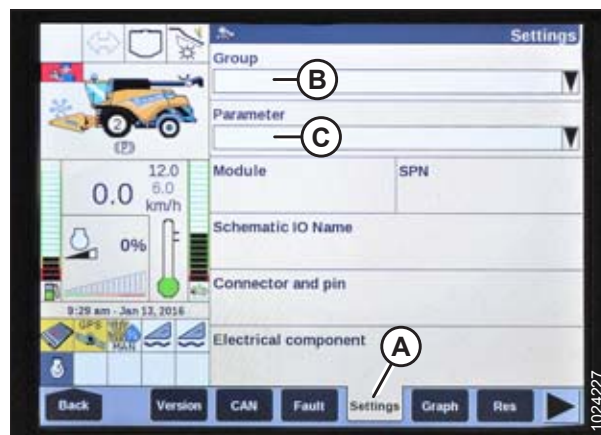 Settings
Group
B
Parameter
C
2
(P)
12.0
6.0
0.0 km/h
Module SPN
0%
Schematic IO Name
Connector and pin
9:29 am - Jan 13, 2016
GPS
MAN
Electrical component
A
Back Version CAN Fault Settings Graph Res
1024227